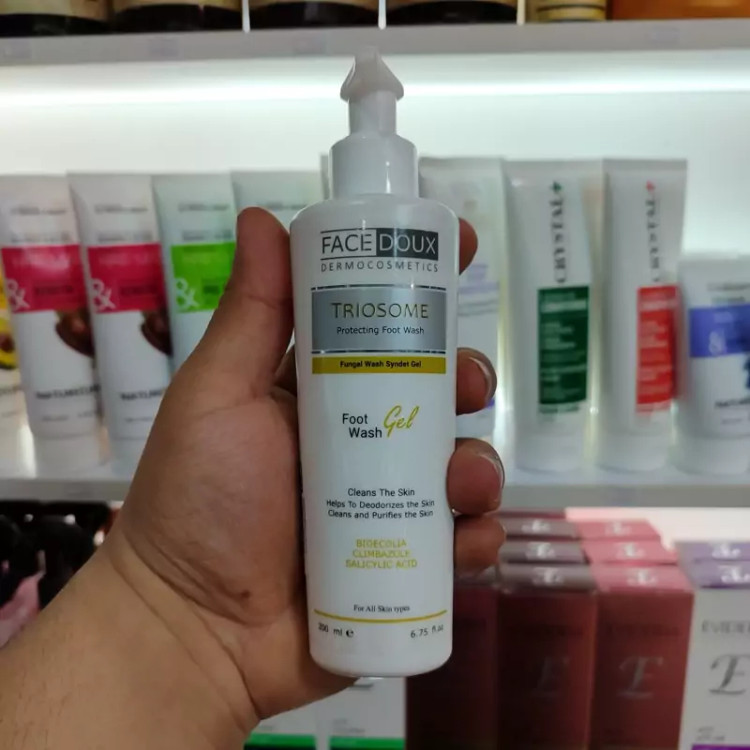 FACE DOUX
DERMOCOSMETICS
TRIOSOME
Protecting Foot Wash
Fungal Wash Syndet Gel
Foot
Wash Gel
Cleans The Skin
Helps To Deodorizes the Skin
Cleans and Purifies the Skin
BIOECOLIA
CLIMBAZOLE
SALICYLIC ACID
For All Skin types
200 ml e 6.75 fl.oz
CRYSTAL+
CRYSTAL+
&
&
&
E